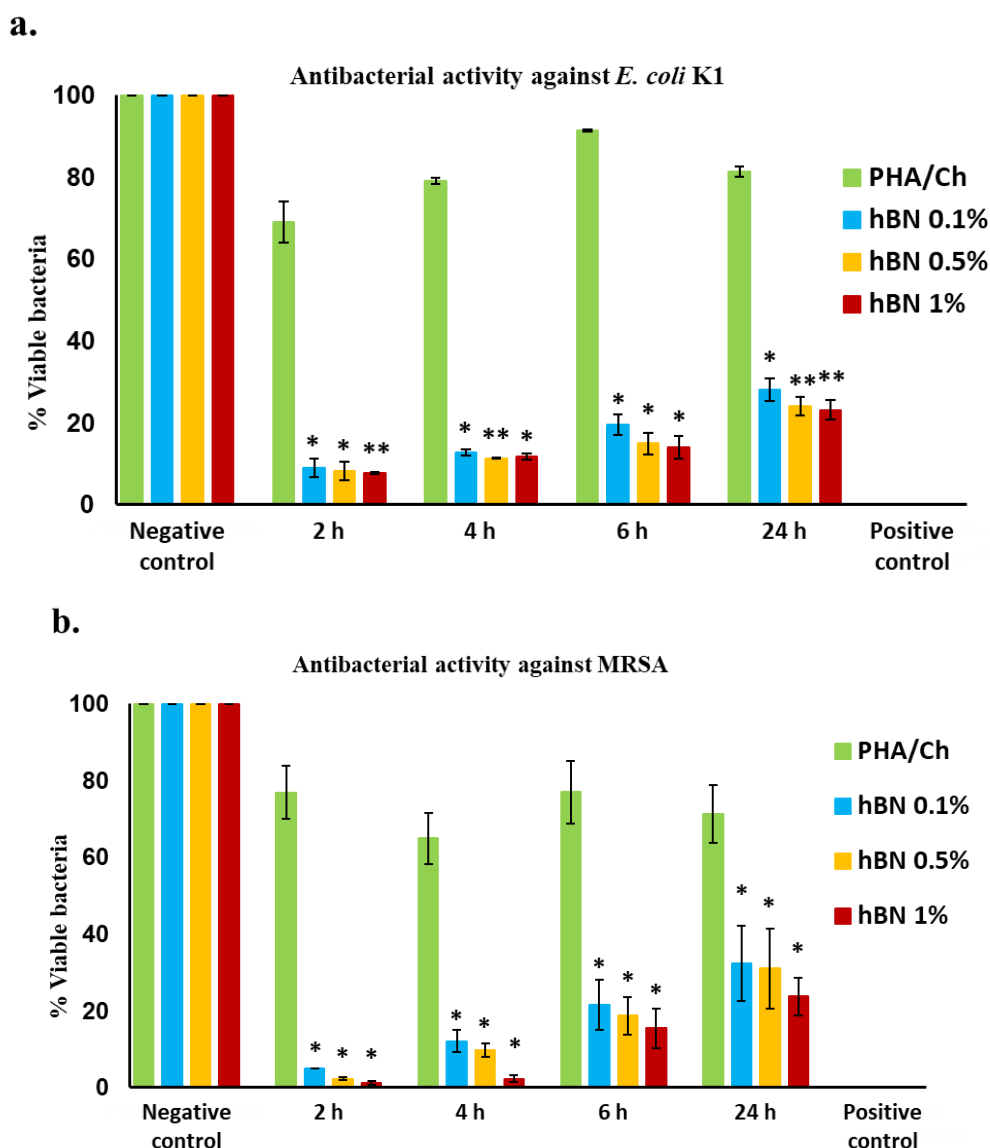 a.
Antibacterial activity against E. coli K1
% Viable bacteria
100
80
60
40
20
0
* * **
* ** *
* * *
* ** **
PHA/Ch
hBN 0.1%
hBN 0.5%
hBN 1%
Negative control
2 h
4 h
6 h
24 h
Positive control
b.
Antibacterial activity against MRSA
% Viable bacteria
100
80
60
40
20
0
* * *
* * *
* * *
* * *
PHA/Ch
hBN 0.1%
hBN 0.5%
hBN 1%
Negative control
2 h
4 h
6 h
24 h
Positive control